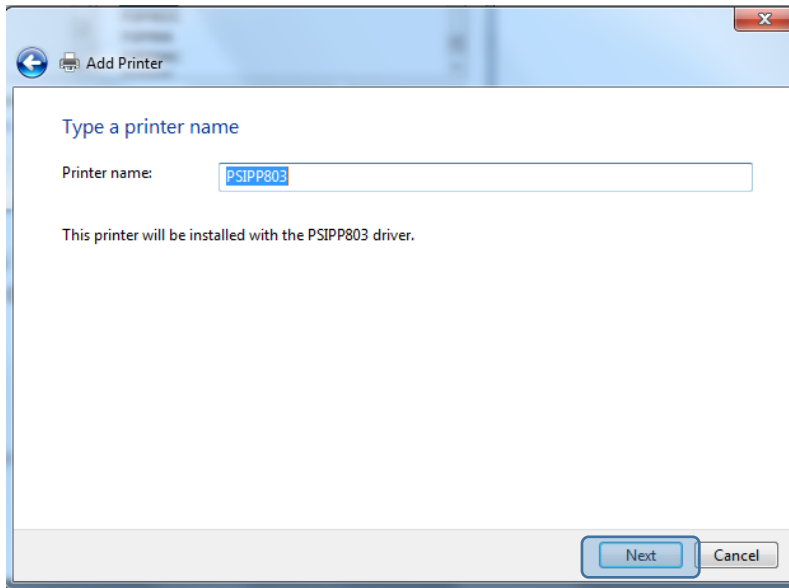 Add Printer
Type a printer name
Printer name: PSIPP803
This printer will be installed with the PSIPP803 driver.
Next Cancel